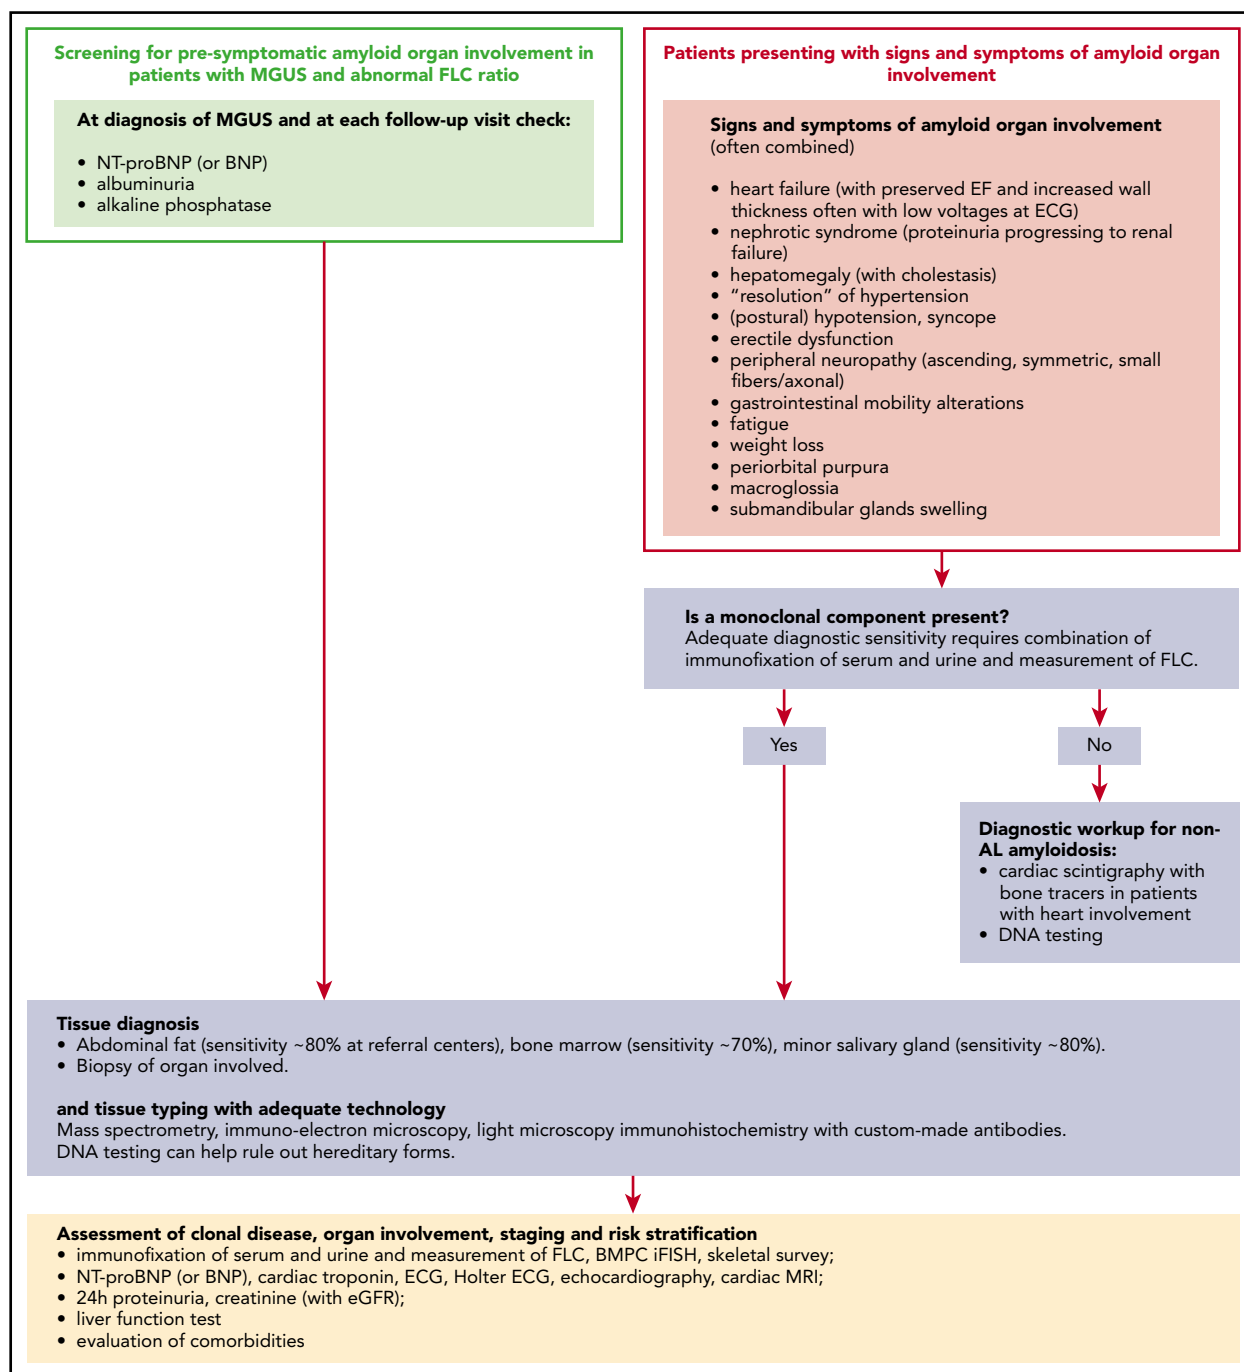 Screening for pre-symptomatic amyloid organ involvement in
patients with MGUS and abnormal FLC ratio
At diagnosis of MGUS and at each follow-up visit check:
• NT-proBNP (or BNP)
• albuminuria
• alkaline phosphatase
Patients presenting with signs and symptoms of amyloid organ
involvement
Signs and symptoms of amyloid organ involvement
(often combined)
• heart failure (with preserved EF and increased wall
thickness often with low voltages at ECG)
• nephrotic syndrome (proteinuria progressing to renal
failure)
• hepatomegaly (with cholestasis)
• “resolution” of hypertension
• (postural) hypotension, syncope
• erectile dysfunction
• peripheral neuropathy (ascending, symmetric, small
fibers/axonal)
• gastrointestinal mobility alterations
• fatigue
• weight loss
• periorbital purpura
• macroglossia
• submandibular glands swelling
Is a monoclonal component present?
Adequate diagnostic sensitivity requires combination of
immunofixation of serum and urine and measurement of FLC.
Yes
No
Diagnostic workup for non-
AL amyloidosis:
• cardiac scintigraphy with
bone tracers in patients
with heart involvement
• DNA testing
Tissue diagnosis
• Abdominal fat (sensitivity ~80% at referral centers), bone marrow (sensitivity ~70%), minor salivary gland (sensitivity ~80%).
• Biopsy of organ involved.
and tissue typing with adequate technology
Mass spectrometry, immuno-electron microscopy, light microscopy immunohistochemistry with custom-made antibodies.
DNA testing can help rule out hereditary forms.
Assessment of clonal disease, organ involvement, staging and risk stratification
• immunofixation of serum and urine and measurement of FLC, BMPC iFISH, skeletal survey;
• NT-proBNP (or BNP), cardiac troponin, ECG, Holter ECG, echocardiography, cardiac MRI;
• 24h proteinuria, creatinine (with eGFR);
• liver function test
• evaluation of comorbidities